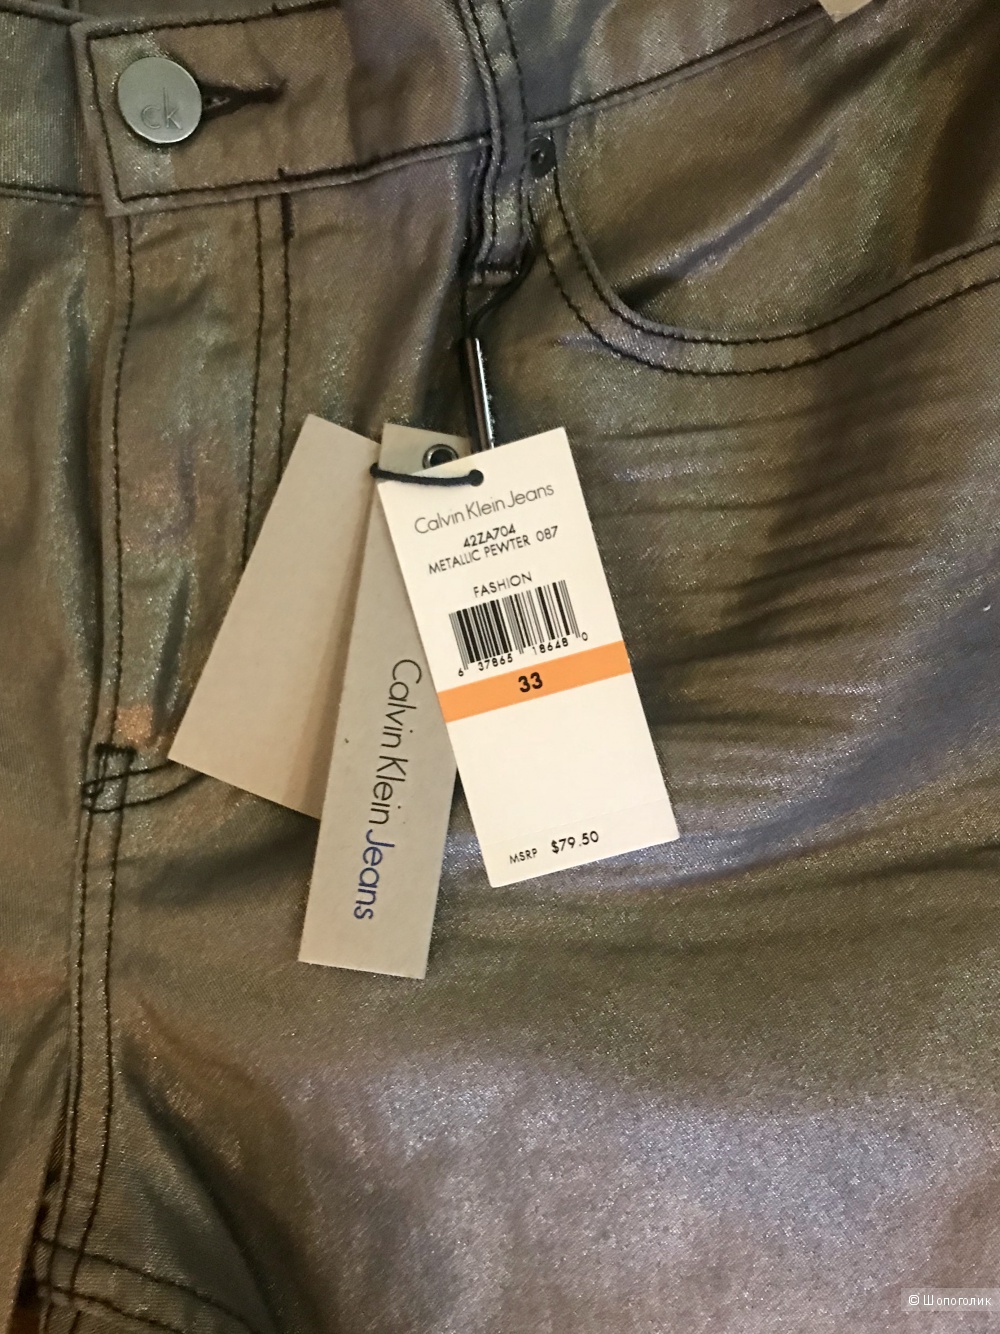 ck
Calvin Klein Jeans
42ZA704
METALLIC PEWTER 087
FASHION
6 37865 18648 0
33
MSRP $79.50
Calvin Klein Jeans
© Шопоголик